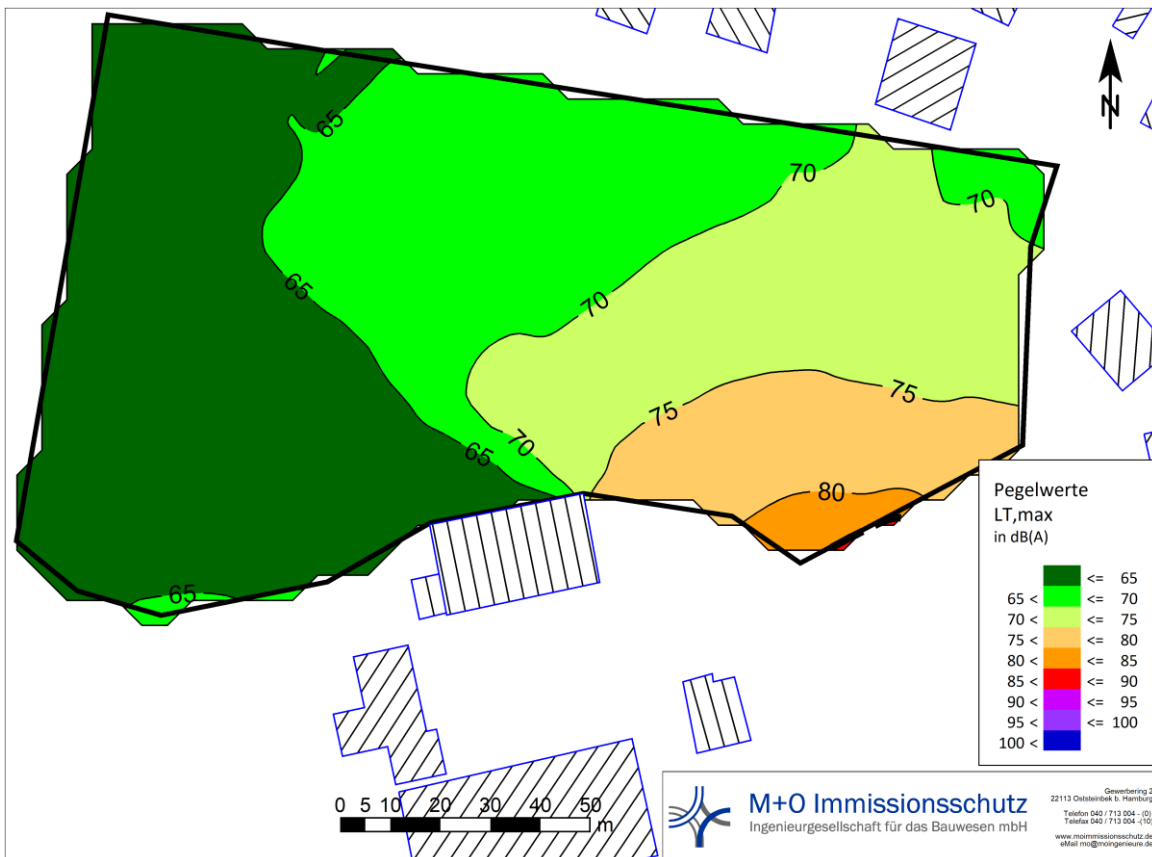 N
65
70
70
65
70
75
75
65
70
80
65
Pegelwerte
LT,max
in dB(A)
<= 65
65 < <= 70
70 < <= 75
75 < <= 80
80 < <= 85
85 < <= 90
90 < <= 95
95 < <= 100
100 <
0 5 10 20 30 40 50
m
M+O Immissionsschutz
Ingenieurgesellschaft für das Bauwesen mbH
Gewerbering 2
22113 Oststeinbek b. Hamburg
Telefon 040 / 713 004 - (0)
Telefax 040 / 713 004 -(10)
www.moimmissionsschutz.de
eMail mo@moingenieure.de